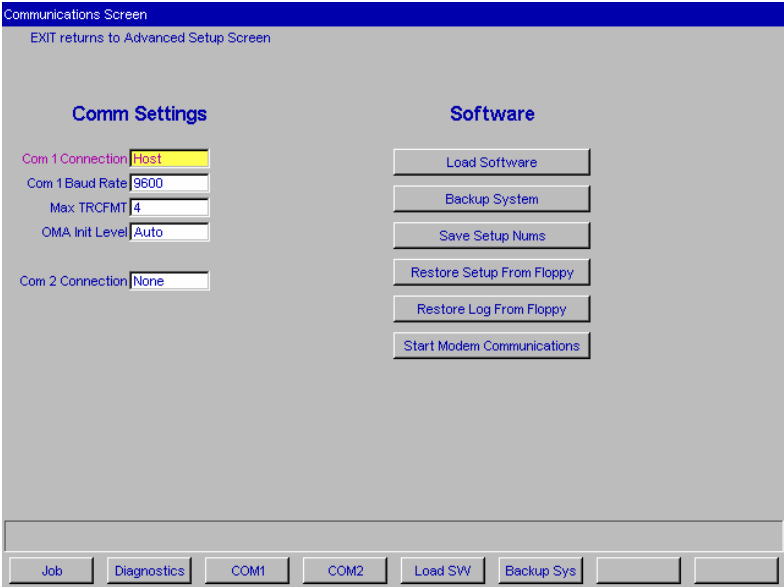 Communications Screen
EXIT returns to Advanced Setup Screen
Comm Settings
Com 1 Connection Host
Com 1 Baud Rate 9600
Max TRCFMT 4
OMA Init Level Auto
Com 2 Connection None
Software
Load Software
Backup System
Save Setup Nums
Restore Setup From Floppy
Restore Log From Floppy
Start Modem Communications
Job Diagnostics COM1 COM2 Load SW Backup Sys